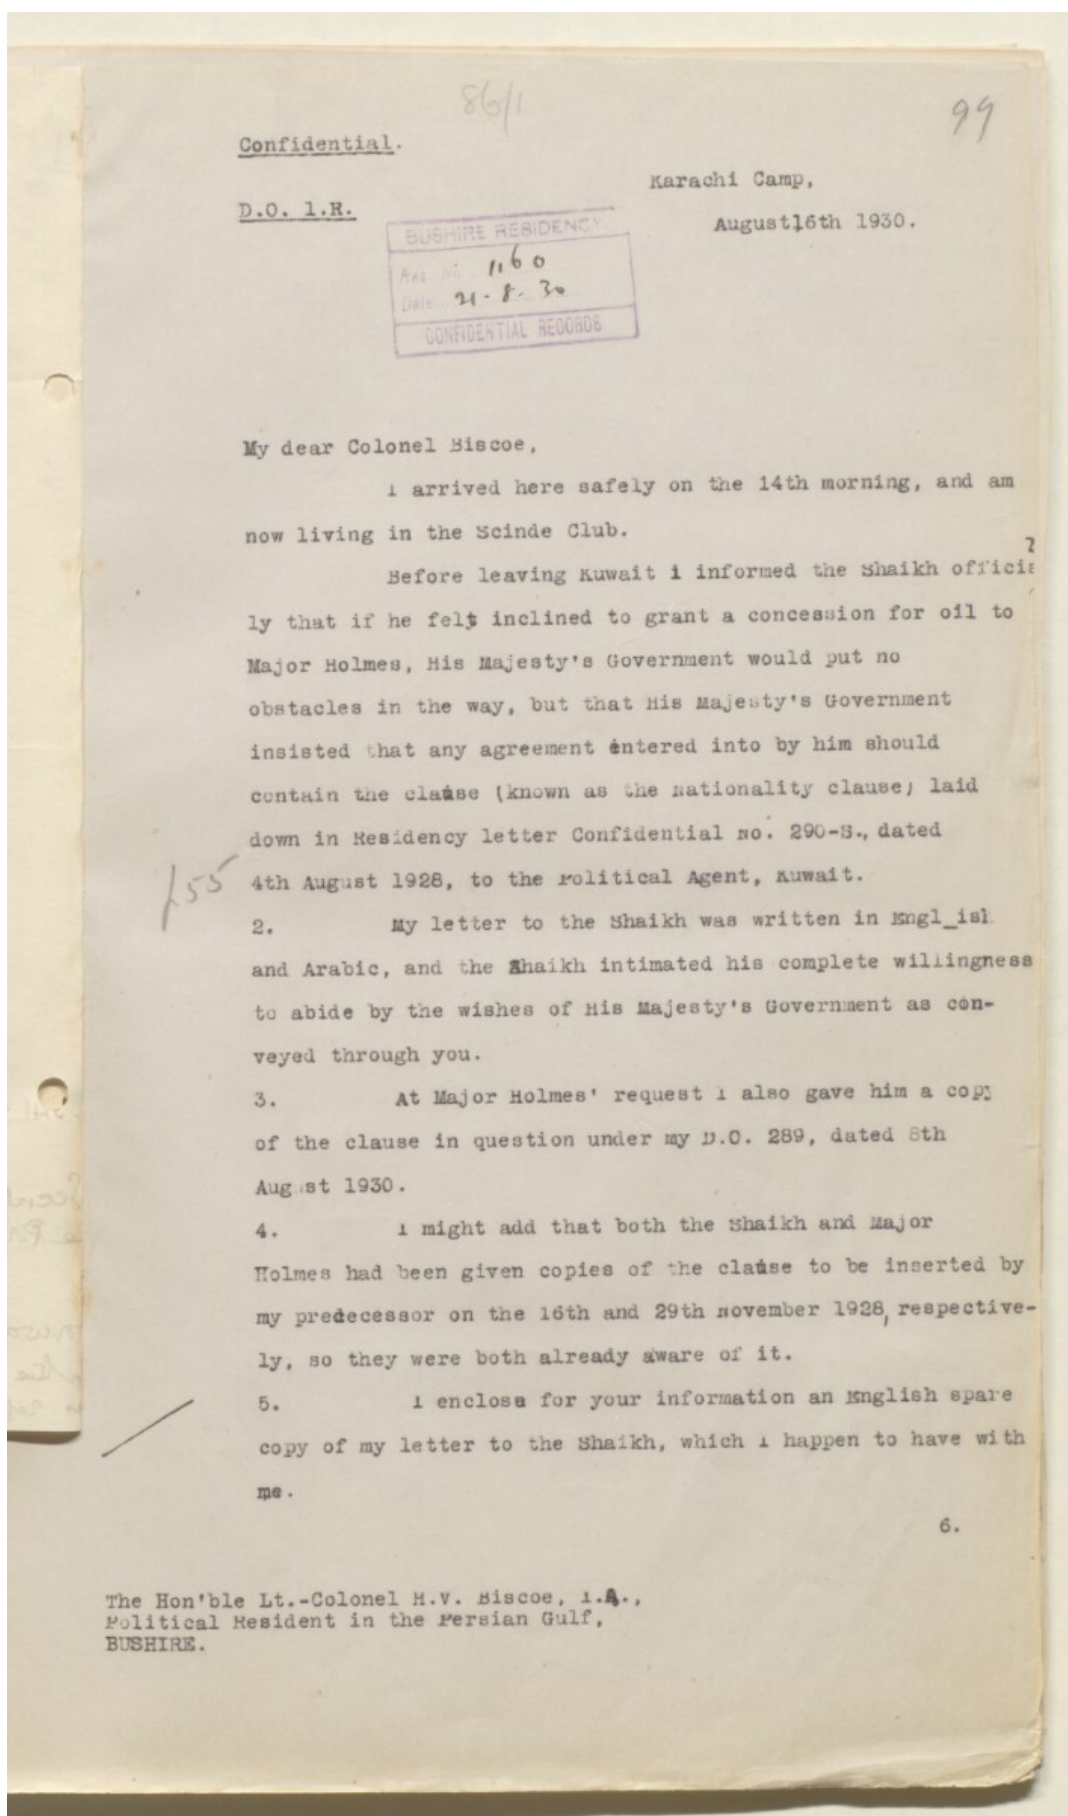 86/1
99
Confidential.
Karachi Camp,
D.O. 1.R.
August 16th 1930.
BUSHIRE RESIDENCY
Reg. No. 1160
Date 21-8-30
CONFIDENTIAL RECORDS
My dear Colonel Biscoe,
I arrived here safely on the 14th morning, and am
now living in the Scinde Club.
Before leaving Kuwait I informed the Shaikh officia
ly that if he felt inclined to grant a concession for oil to
Major Holmes, His Majesty's Government would put no
obstacles in the way, but that His Majesty's Government
insisted that any agreement entered into by him should
contain the clause (known as the Nationality clause) laid
down in Residency letter Confidential No. 290-S., dated
4th August 1928, to the Political Agent, Kuwait.
155
2. My letter to the Shaikh was written in Engl_ish
and Arabic, and the Shaikh intimated his complete willingness
to abide by the wishes of His Majesty's Government as con-
veyed through you.
3. At Major Holmes' request I also gave him a copy
of the clause in question under my D.O. 289, dated 8th
August 1930.
4. I might add that both the Shaikh and Major
Holmes had been given copies of the clause to be inserted by
my predecessor on the 16th and 29th November 1928, respective-
ly, so they were both already aware of it.
5. I enclose for your information an English spare
copy of my letter to the Shaikh, which I happen to have with
me.
6.
The Hon'ble Lt.-Colonel H.V. Biscoe, I.A.,
Political Resident in the Persian Gulf,
BUSHIRE.